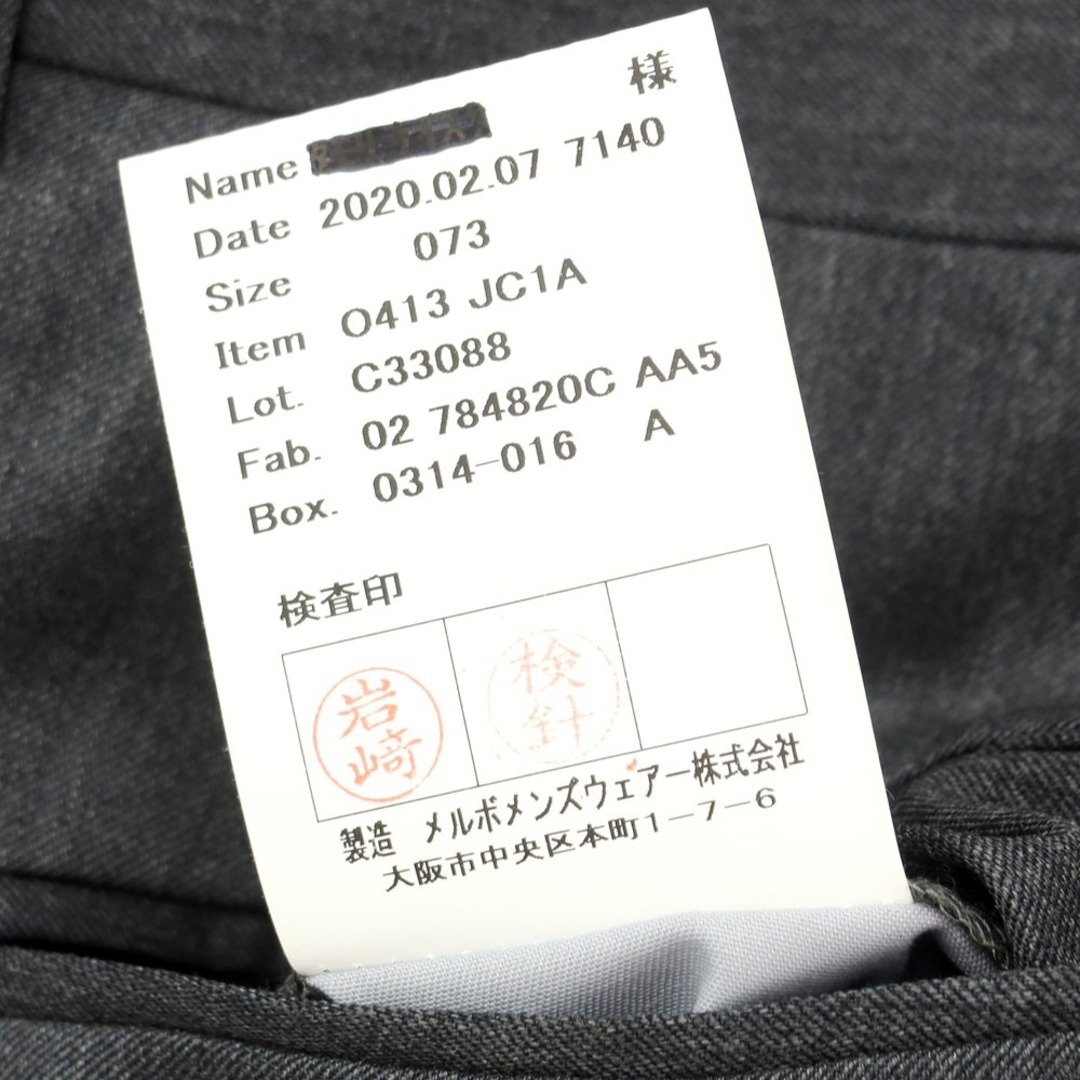 様
Name
Date 2020.02.07 7140
Size 073
Item O413 JC1A
Lot. C33088
Fab. 02 784820C AA5
Box. 0314-016 A
検査印
岩
崎
検
針
製造 メルボメンズウェアー株式会社
大阪市中央区本町1-7-6